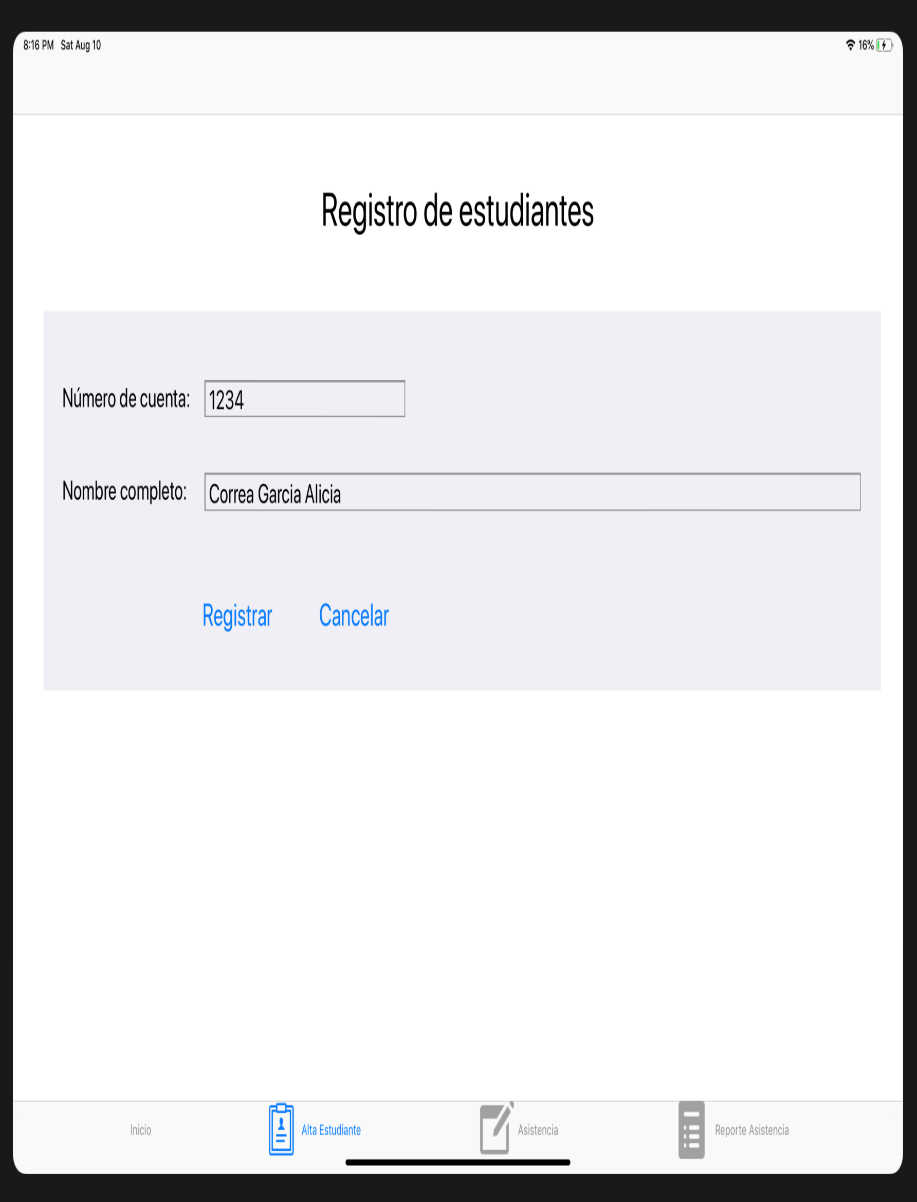 8:16 PM Sat Aug 10 16%
Registro de estudiantes
Número de cuenta: 1234
Nombre completo: Correa Garcia Alicia
Registrar Cancelar
Inicio Alta Estudiante Asistencia Reporte Asistencia